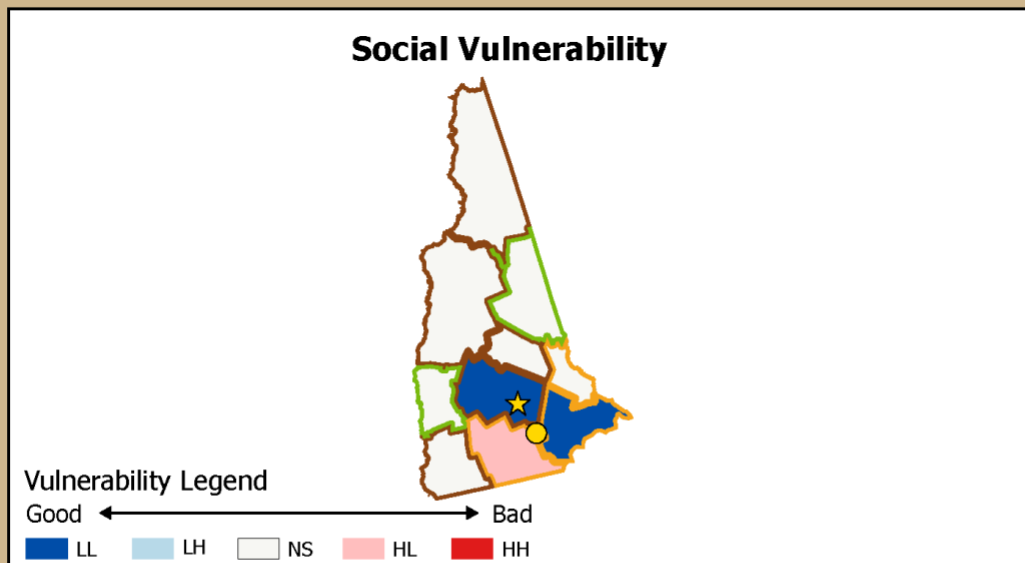 Social Vulnerability
Vulnerability Legend
Good Bad
LL LH NS HL HH